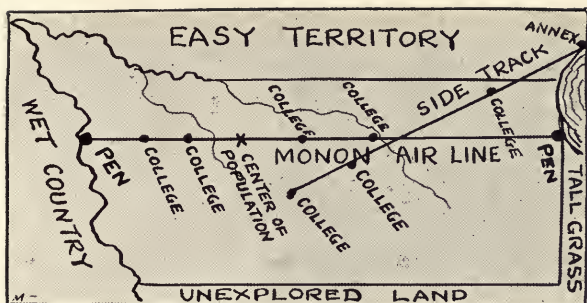 ANNEX
EASY TERRITORY
SIDE TRACK
COLLEGE
COLLEGE
COLLEGE
WET COUNTRY
PEN
COLLEGE
COLLEGE
CENTER OF
POPULATION
MONON AIR LINE
PEN
COLLEGE
COLLEGE
TALL GRASS
UNEXPLORED LAND
M-